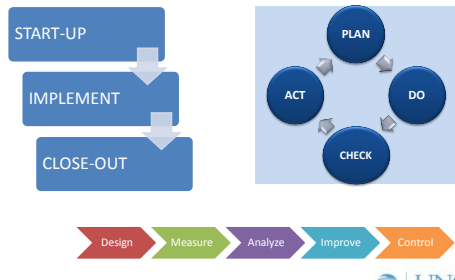 START-UP
IMPLEMENT
CLOSE-OUT
PLAN
DO
CHECK
ACT
Design
Measure
Analyze
Improve
Control